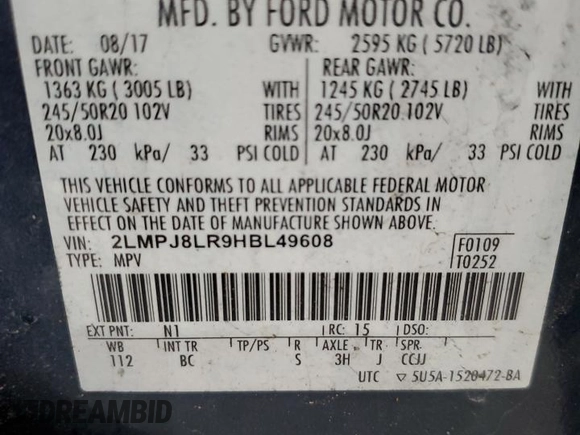 MFD. BY FORD MOTOR CO.
DATE: 08/17 GVWR: 2595 KG ( 5720 LB)
FRONT GAWR: REAR GAWR:
1363 KG ( 3005 LB) WITH 1245 KG ( 2745 LB) WITH
245/50R20 102V TIRES 245/50R20 102V TIRES
20x8.0J RIMS 20x8.0J RIMS
AT 230 kPa/ 33 PSI COLD AT 230 kPa/ 33 PSI COLD
THIS VEHICLE CONFORMS TO ALL APPLICABLE FEDERAL MOTOR
VEHICLE SAFETY AND THEFT PREVENTION STANDARDS IN
EFFECT ON THE DATE OF MANUFACTURE SHOWN ABOVE.
VIN: 2LMPJ8LR9HBL49608 F0109
TYPE: MPV T0252
EXT PNT: N1 RC: 15 DSO:
WB INT TR TP/PS R AXLE TR SPR
112 BC S 3H J CCJJ
UTC ▽ 5U5A-1520472-BA
DREAMBID